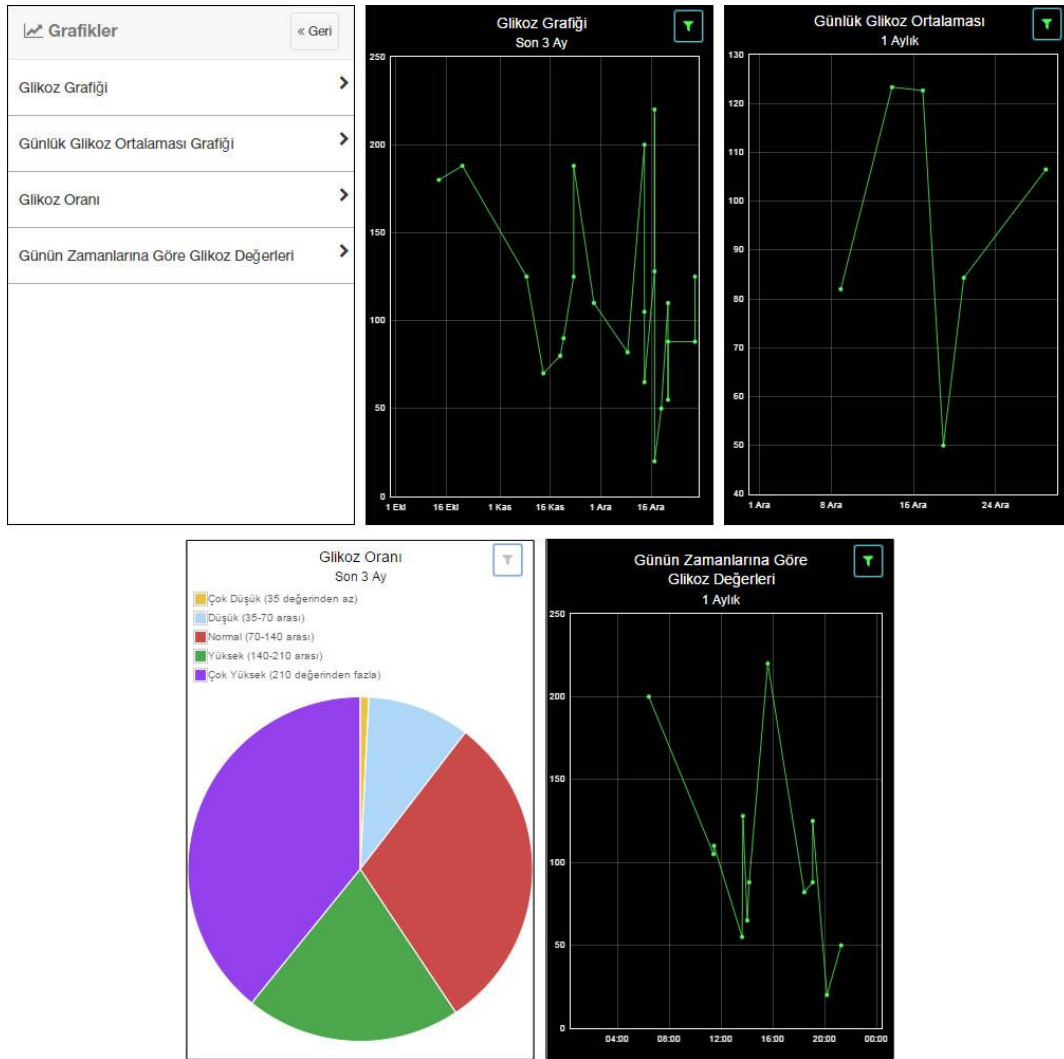 Grafikler
« Geri
Glikoz Grafiği
Günlük Glikoz Ortalaması Grafiği
Glikoz Oranı
Günün Zamanlarına Göre Glikoz Değerleri
Glikoz Grafiği
Son 3 Ay
250
200
150
100
50
0
1 Eki
16 Eki
1 Kas
16 Kas
1 Ara
16 Ara
Günlük Glikoz Ortalaması
1 Aylık
130
120
110
100
90
80
70
60
50
40
1 Ara
8 Ara
16 Ara
24 Ara
Glikoz Oranı
Son 3 Ay
Çok Düşük (35 değerinden az)
Düşük (35-70 arası)
Normal (70-140 arası)
Yüksek (140-210 arası)
Çok Yüksek (210 değerinden fazla)
Günün Zamanlarına Göre
Glikoz Değerleri
1 Aylık
250
200
150
100
50
0
04:00
08:00
12:00
16:00
20:00
00:00